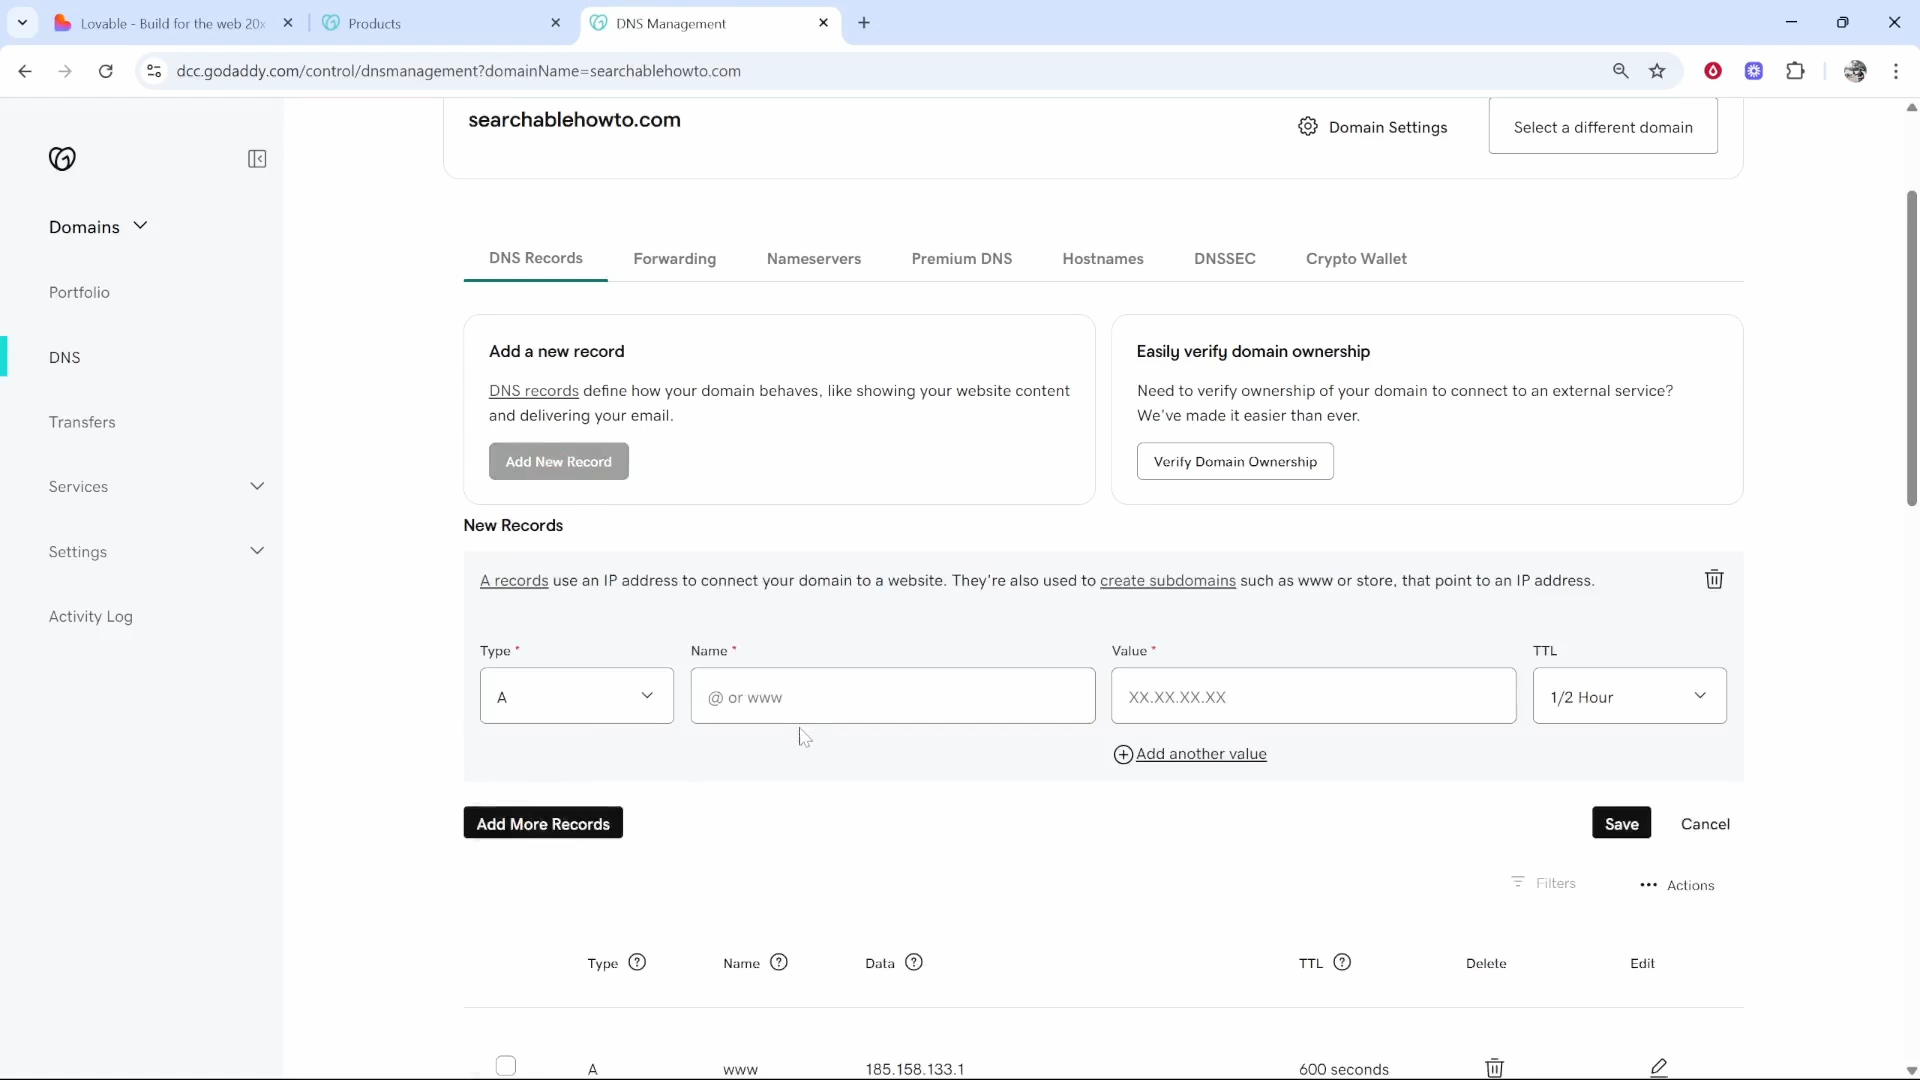 Lovable - Build for the web 20x
Products
DNS Management
dcc.godaddy.com/control/dnsmanagement?domainName=searchablehowto.com
searchablehowto.com
Domain Settings
Select a different domain
Domains
Portfolio
DNS
Transfers
Services
Settings
Activity Log
DNS Records
Forwarding
Nameservers
Premium DNS
Hostnames
DNSSEC
Crypto Wallet
Add a new record
DNS records define how your domain behaves, like showing your website content
and delivering your email.
Add New Record
Easily verify domain ownership
Need to verify ownership of your domain to connect to an external service?
We've made it easier than ever.
Verify Domain Ownership
New Records
A records use an IP address to connect your domain to a website. They're also used to create subdomains such as www or store, that point to an IP address.
Type *
Name *
Value *
TTL
A
@ or www
XX.XX.XX.XX
1/2 Hour
Add another value
Add More Records
Save
Cancel
Filters
Actions
Type
Name
Data
TTL
Delete
Edit
A
www
185.158.133.1
600 seconds